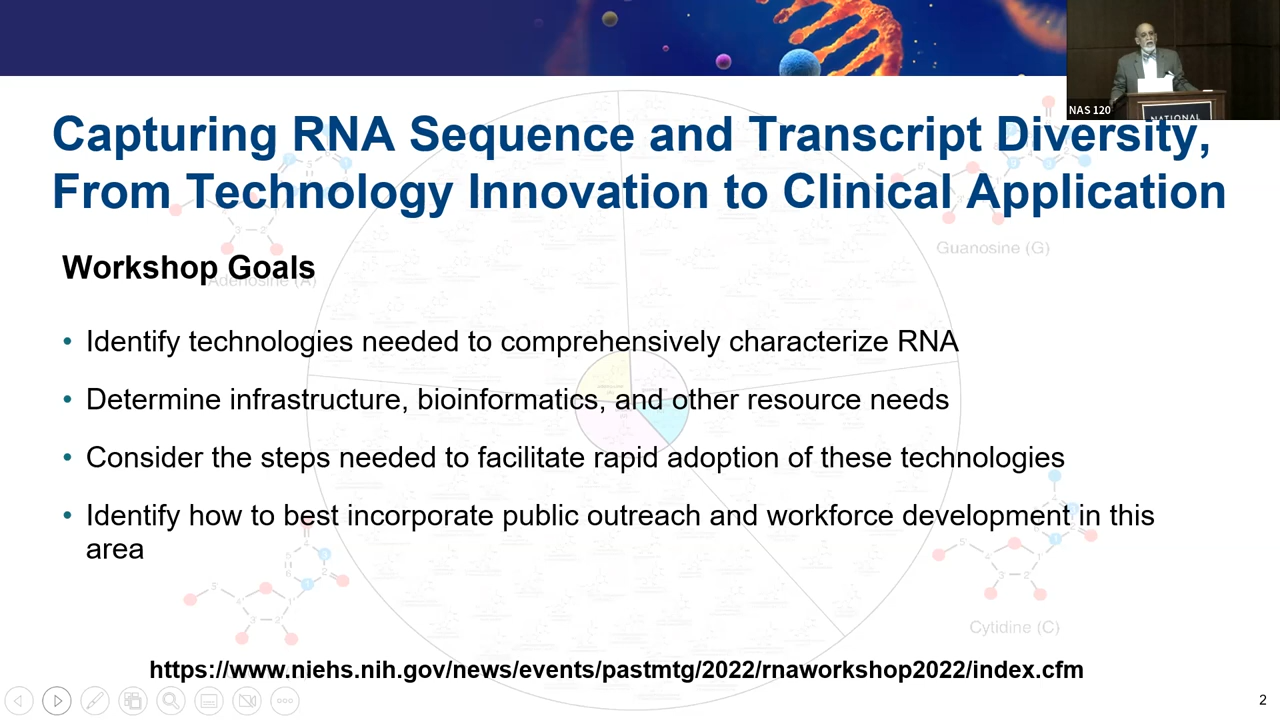 NAS 120
NATIONAL
Capturing RNA Sequence and Transcript Diversity,
From Technology Innovation to Clinical Application
Guanosine (G)
Workshop Goals
Adenosine (A)
• Identify technologies needed to comprehensively characterize RNA
• Determine infrastructure, bioinformatics, and other resource needs
• Consider the steps needed to facilitate rapid adoption of these technologies
• Identify how to best incorporate public outreach and workforce development in this
area
Cytidine (C)
https://www.niehs.nih.gov/news/events/pastmtg/2022/rnaworkshop2022/index.cfm
2